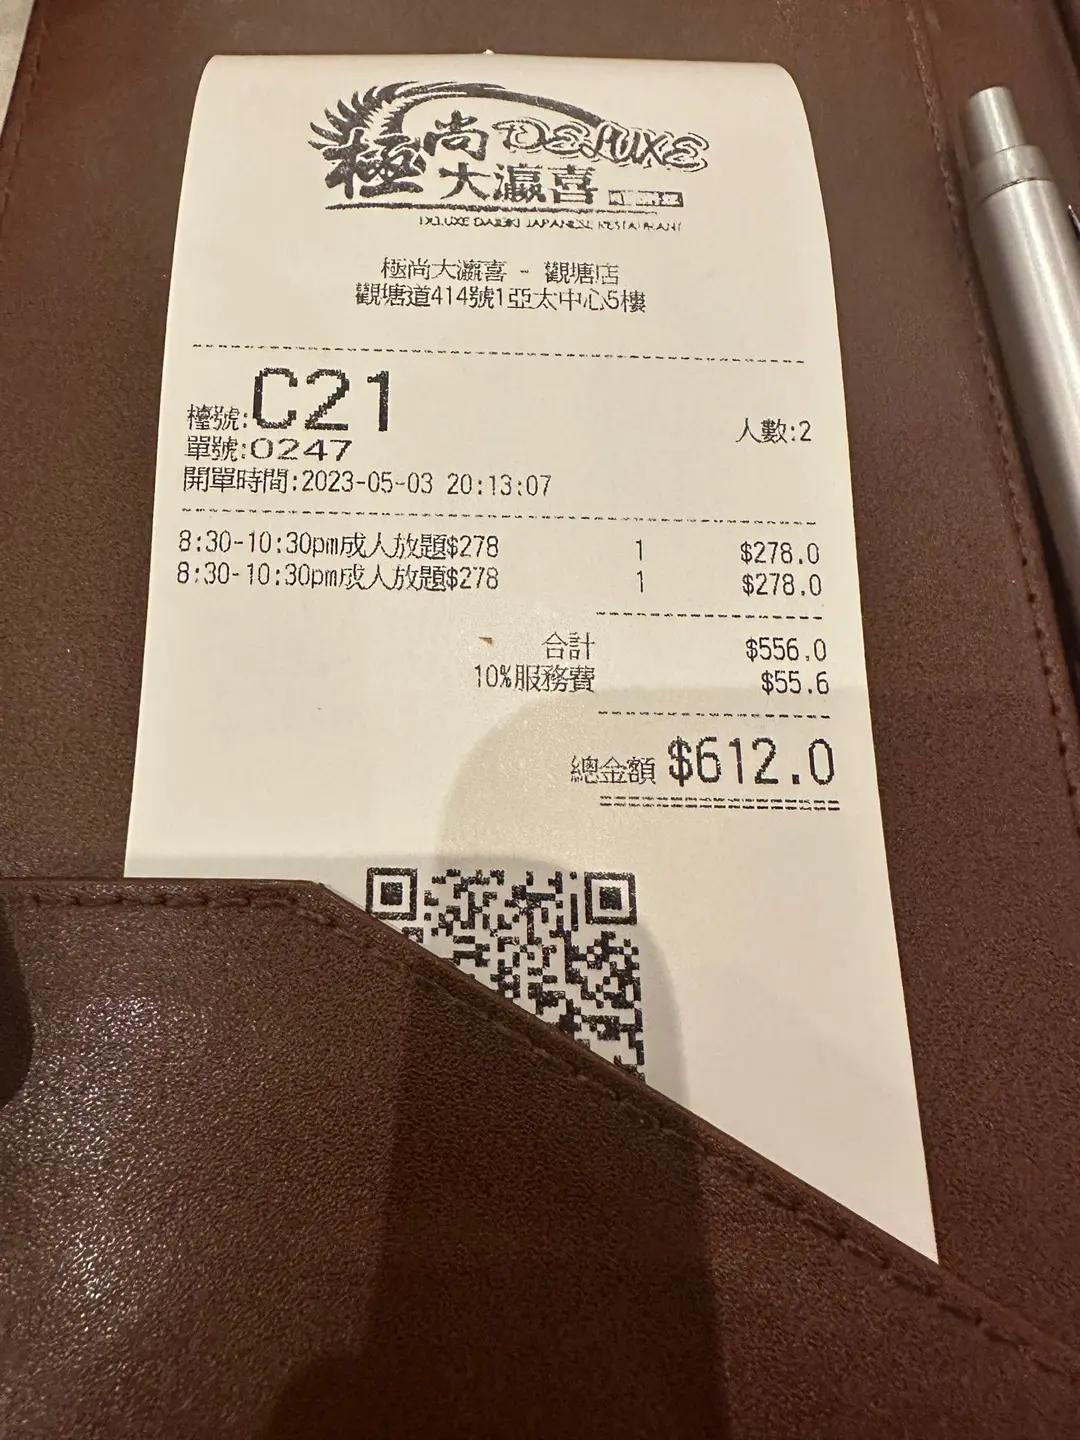 極尚 DELUXE
大瀛喜
DELUXE DAIEKI JAPANESE RESTAURANT
極尚大瀛喜 - 觀塘店
觀塘道414號1亞太中心5樓
檯號:C21
人數:2
單號:0247
開單時間:2023-05-03 20:13:07
8:30-10:30pm成人放題$278 1 $278.0
8:30-10:30pm成人放題$278 1 $278.0
合計 $556.0
10%服務費 $55.6
總金額 $612.0